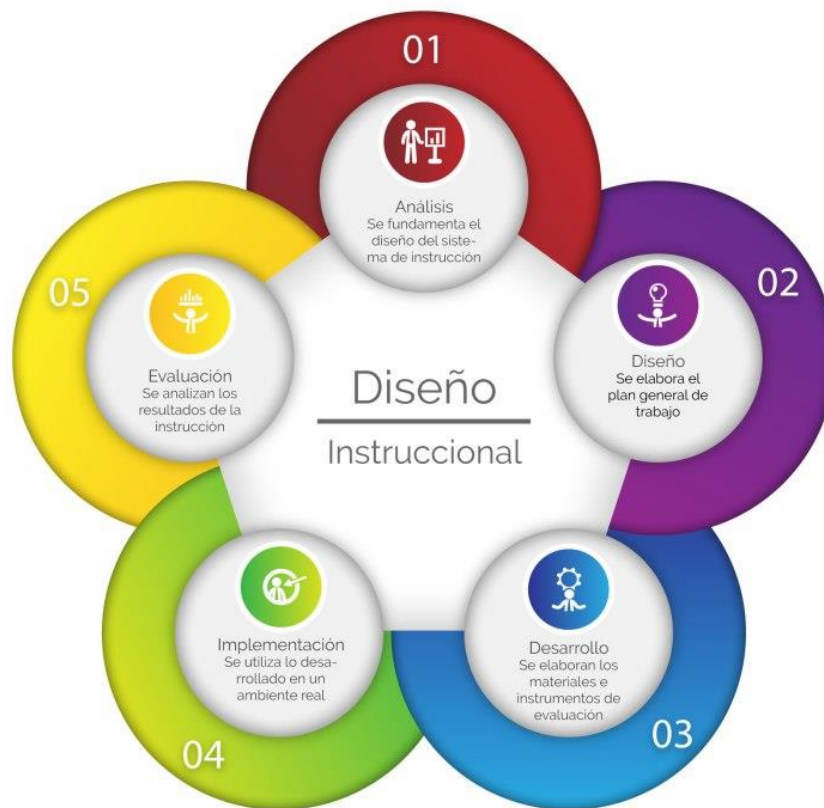 01
Análisis
Se fundamenta el
diseño del siste-
ma de instrucción
02
Diseño
Se elabora el
plan general de
trabajo
03
Desarrollo
Se elaboran los
materiales e
instrumentos de
evaluación
04
Implementación
Se utiliza lo desa-
rrollado en un
ambiente real
05
Evaluación
Se analizan los
resultados de la
instrucción
Diseño
Instruccional